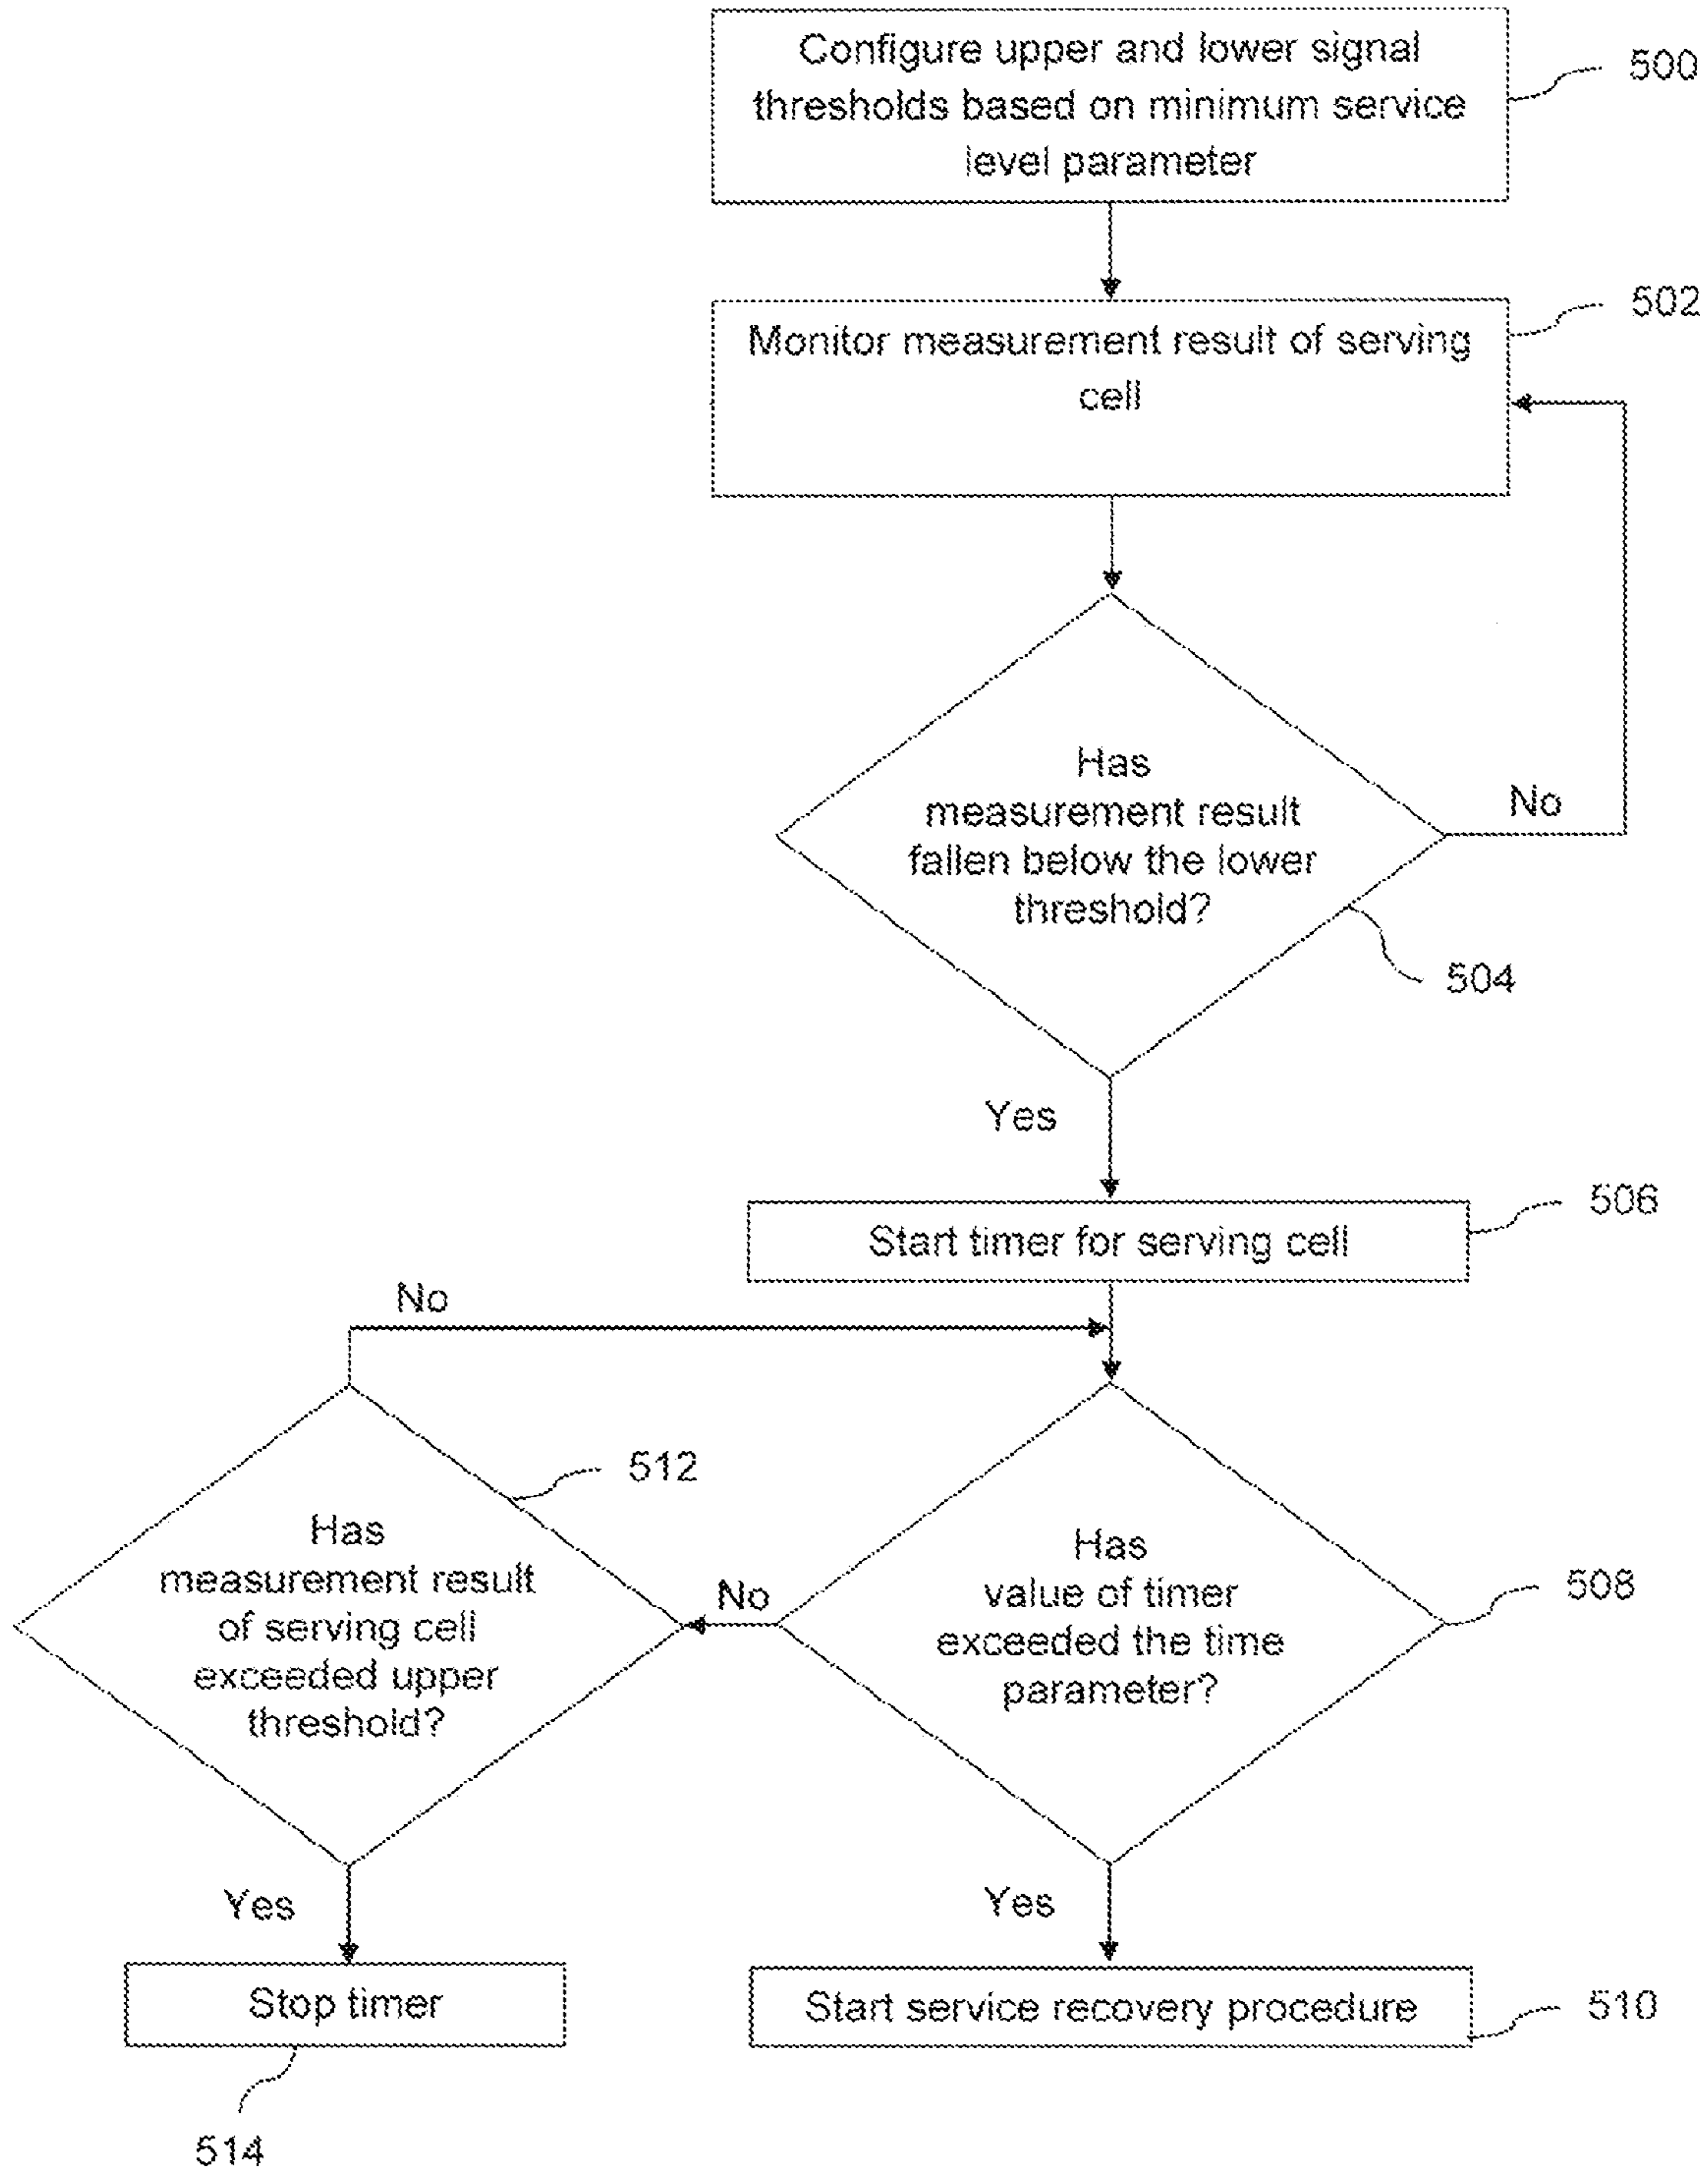 Configure upper and lower signal
thresholds based on minimum service
level parameter
500
502
Monitor measurement result of serving
cell
Has
measurement result
fallen below the lower
threshold?
No
504
Yes
506
Start timer for serving cell
No
512
Has
measurement result
of serving cell
exceeded upper
threshold?
No
Has
value of timer
exceeded the time
parameter?
508
Yes
Yes
Stop timer
Start service recovery procedure
510
514